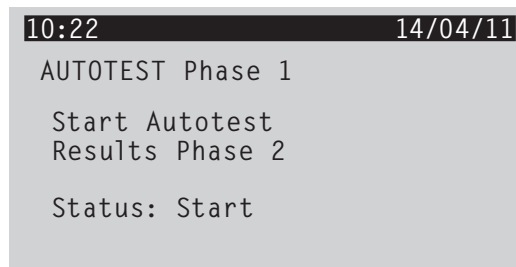 10:22 14/04/11
AUTOTEST Phase 1
Start Autotest
Results Phase 2
Status: Start